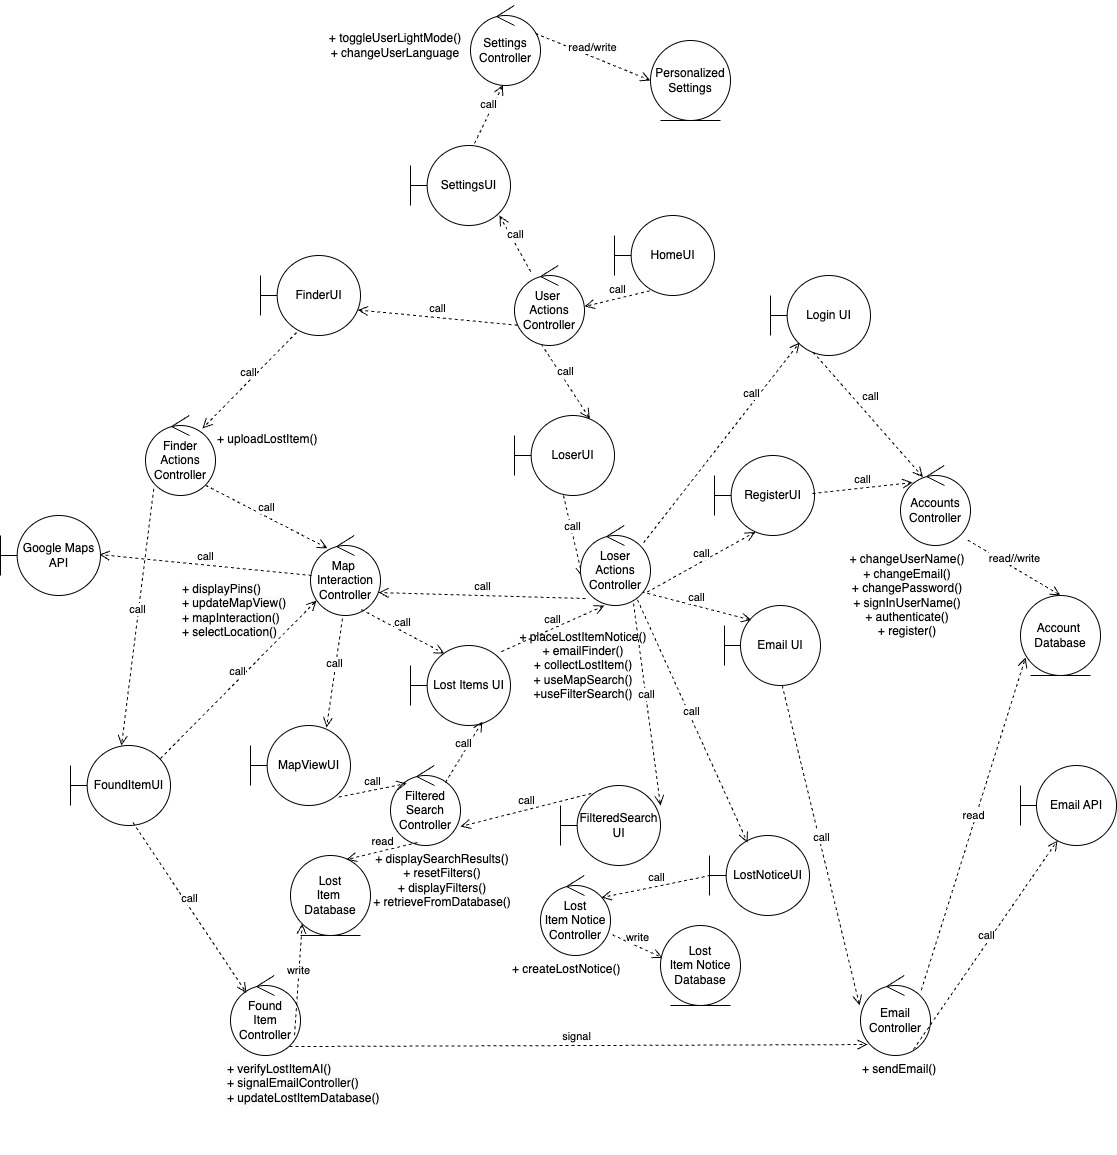 + toggleUserLightMode()
+ changeUserLanguage
Settings
Controller
read/write
Personalized
Settings
call
SettingsUI
call
HomeUI
call
User
Actions
Controller
FinderUI
call
Login UI
call
call
call
call
+ uploadLostItem()
Finder
Actions
Controller
LoserUI
RegisterUI
call
Accounts
Controller
call
call
Google Maps
API
call
Map
Interaction
Controller
Loser
Actions
Controller
call
+ changeUserName()
+ changeEmail()
+ changePassword()
+ signInUserName()
+ authenticate()
+ register()
read//write
+ displayPins()
+ updateMapView()
+ mapInteraction()
+ selectLocation()
call
call
call
call
call
+ placeLostItemNotice()
+ emailFinder()
+ collectLostItem()
+ useMapSearch()
+useFilterSearch()
Email UI
Account
Database
call
call
Lost Items UI
call
call
call
FoundItemUI
MapViewUI
call
call
Filtered
Search
Controller
call
FilteredSearch
UI
Email API
read
call
read
+ displaySearchResults()
+ resetFilters()
+ displayFilters()
+ retrieveFromDatabase()
Lost
Item
Database
call
LostNoticeUI
call
Lost
Item Notice
Controller
write
Lost
Item Notice
Database
+ createLostNotice()
call
write
Found
Item
Controller
Email
Controller
signal
+ verifyLostItemAI()
+ signalEmailController()
+ updateLostItemDatabase()
+ sendEmail()